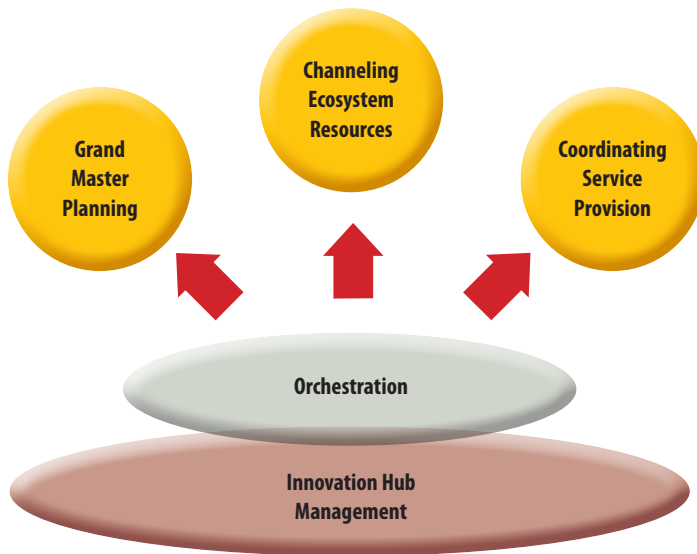 Channeling
Ecosystem
Resources
Grand
Master
Planning
Coordinating
Service
Provision
Orchestration
Innovation Hub
Management